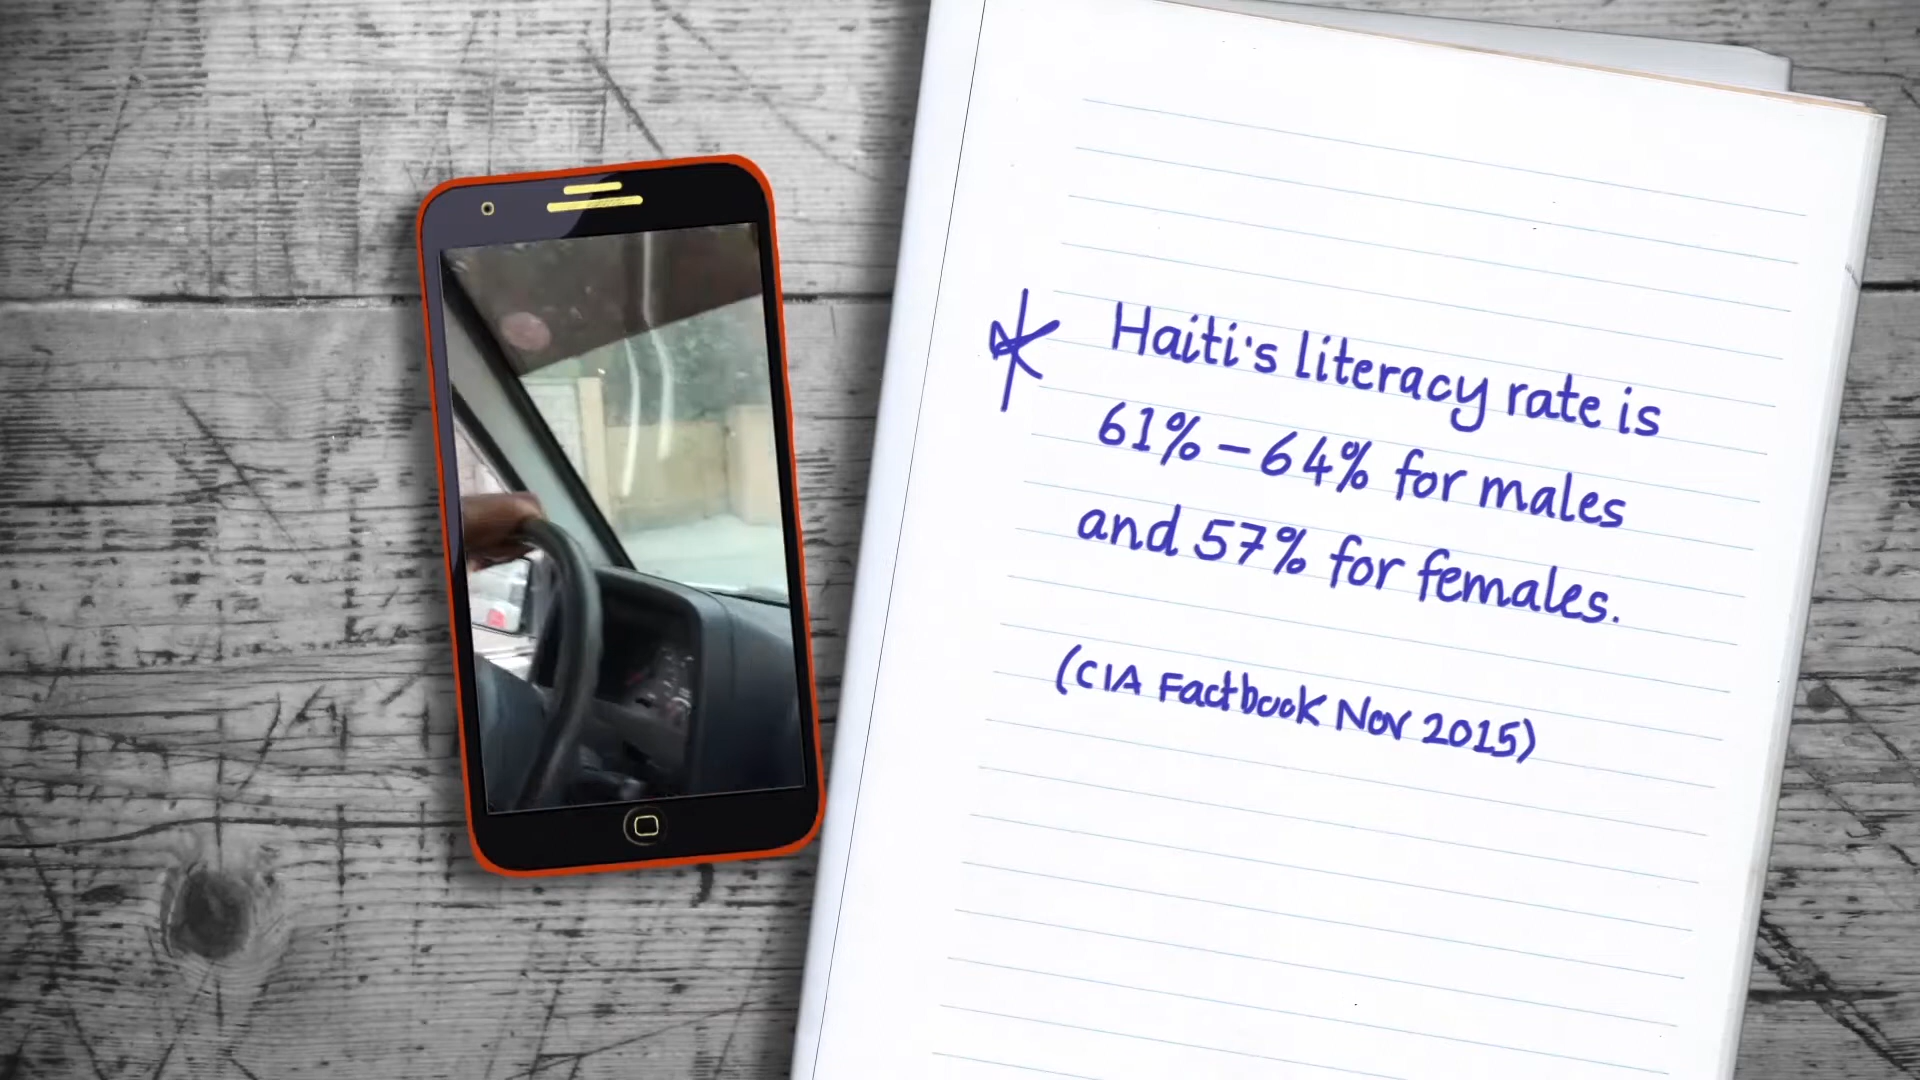 * Haiti's literacy rate is
61% – 64% for males
and 57% for females.
(CIA Factbook Nov 2015)